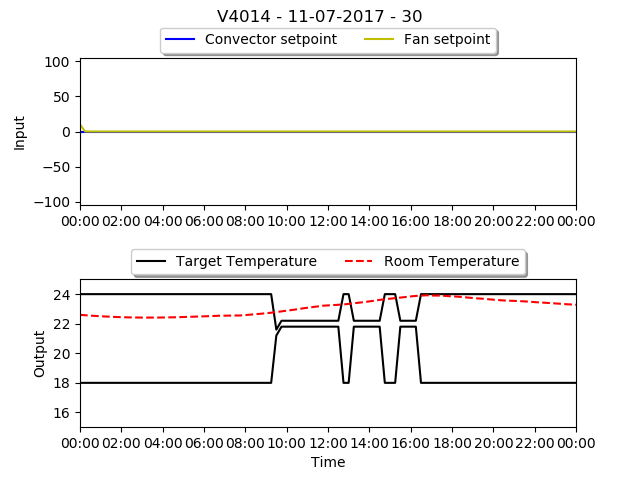 V4014 - 11-07-2017 - 30
Convector setpoint Fan setpoint
100
50
0
−50
−100
Input
00:00 02:00 04:00 06:00 08:00 10:00 12:00 14:00 16:00 18:00 20:00 22:00 00:00
Target Temperature Room Temperature
24
22
20
18
16
Output
00:00 02:00 04:00 06:00 08:00 10:00 12:00 14:00 16:00 18:00 20:00 22:00 00:00
Time